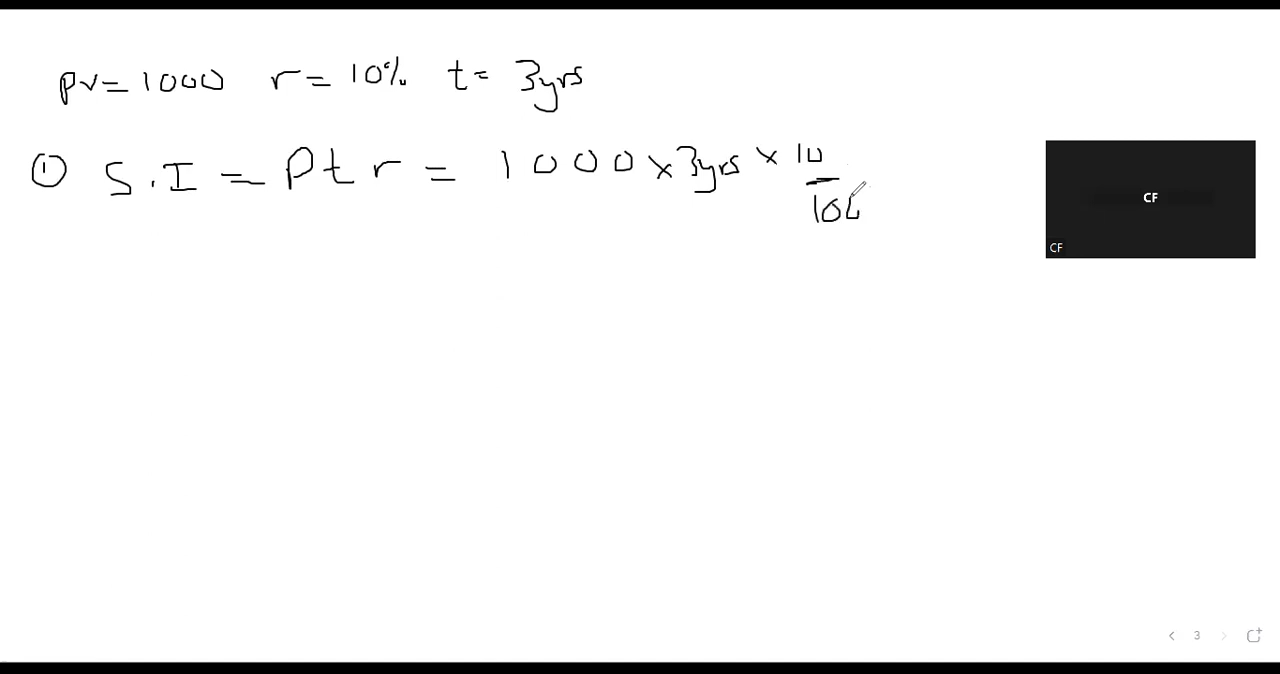 pv = 1000 r = 10% t = 3yrs
① S.I = Ptr = 1000 x 3yrs x 10
100
CF
CF
3